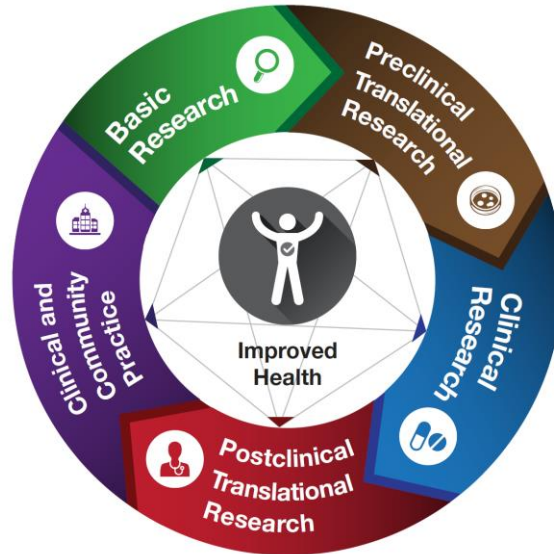 Basic
Research
Preclinical
Translational
Research
Clinical
Research
Postclinical
Translational
Research
Clinical and
Community
Practice
Improved
Health